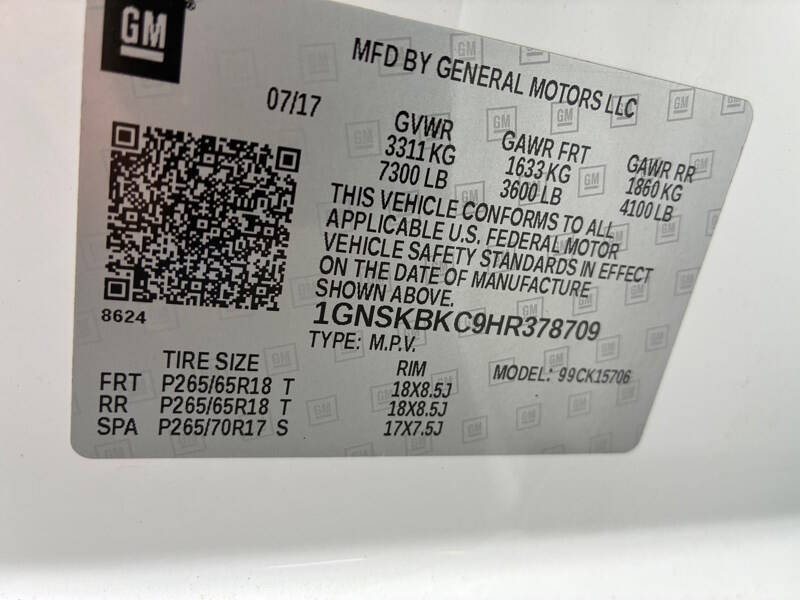 GM
MFD BY GENERAL MOTORS LLC
07/17
GVWR GAWR FRT GAWR RR
3311 KG 1633 KG 1860 KG
7300 LB 3600 LB 4100 LB
THIS VEHICLE CONFORMS TO ALL
APPLICABLE U.S. FEDERAL MOTOR
VEHICLE SAFETY STANDARDS IN EFFECT
ON THE DATE OF MANUFACTURE
SHOWN ABOVE.
8624
1GNSKBKC9HR378709
TYPE: M.P.V. MODEL: 99CK15706
TIRE SIZE RIM
FRT P265/65R18 T 18X8.5J
RR P265/65R18 T 18X8.5J
SPA P265/70R17 S 17X7.5J